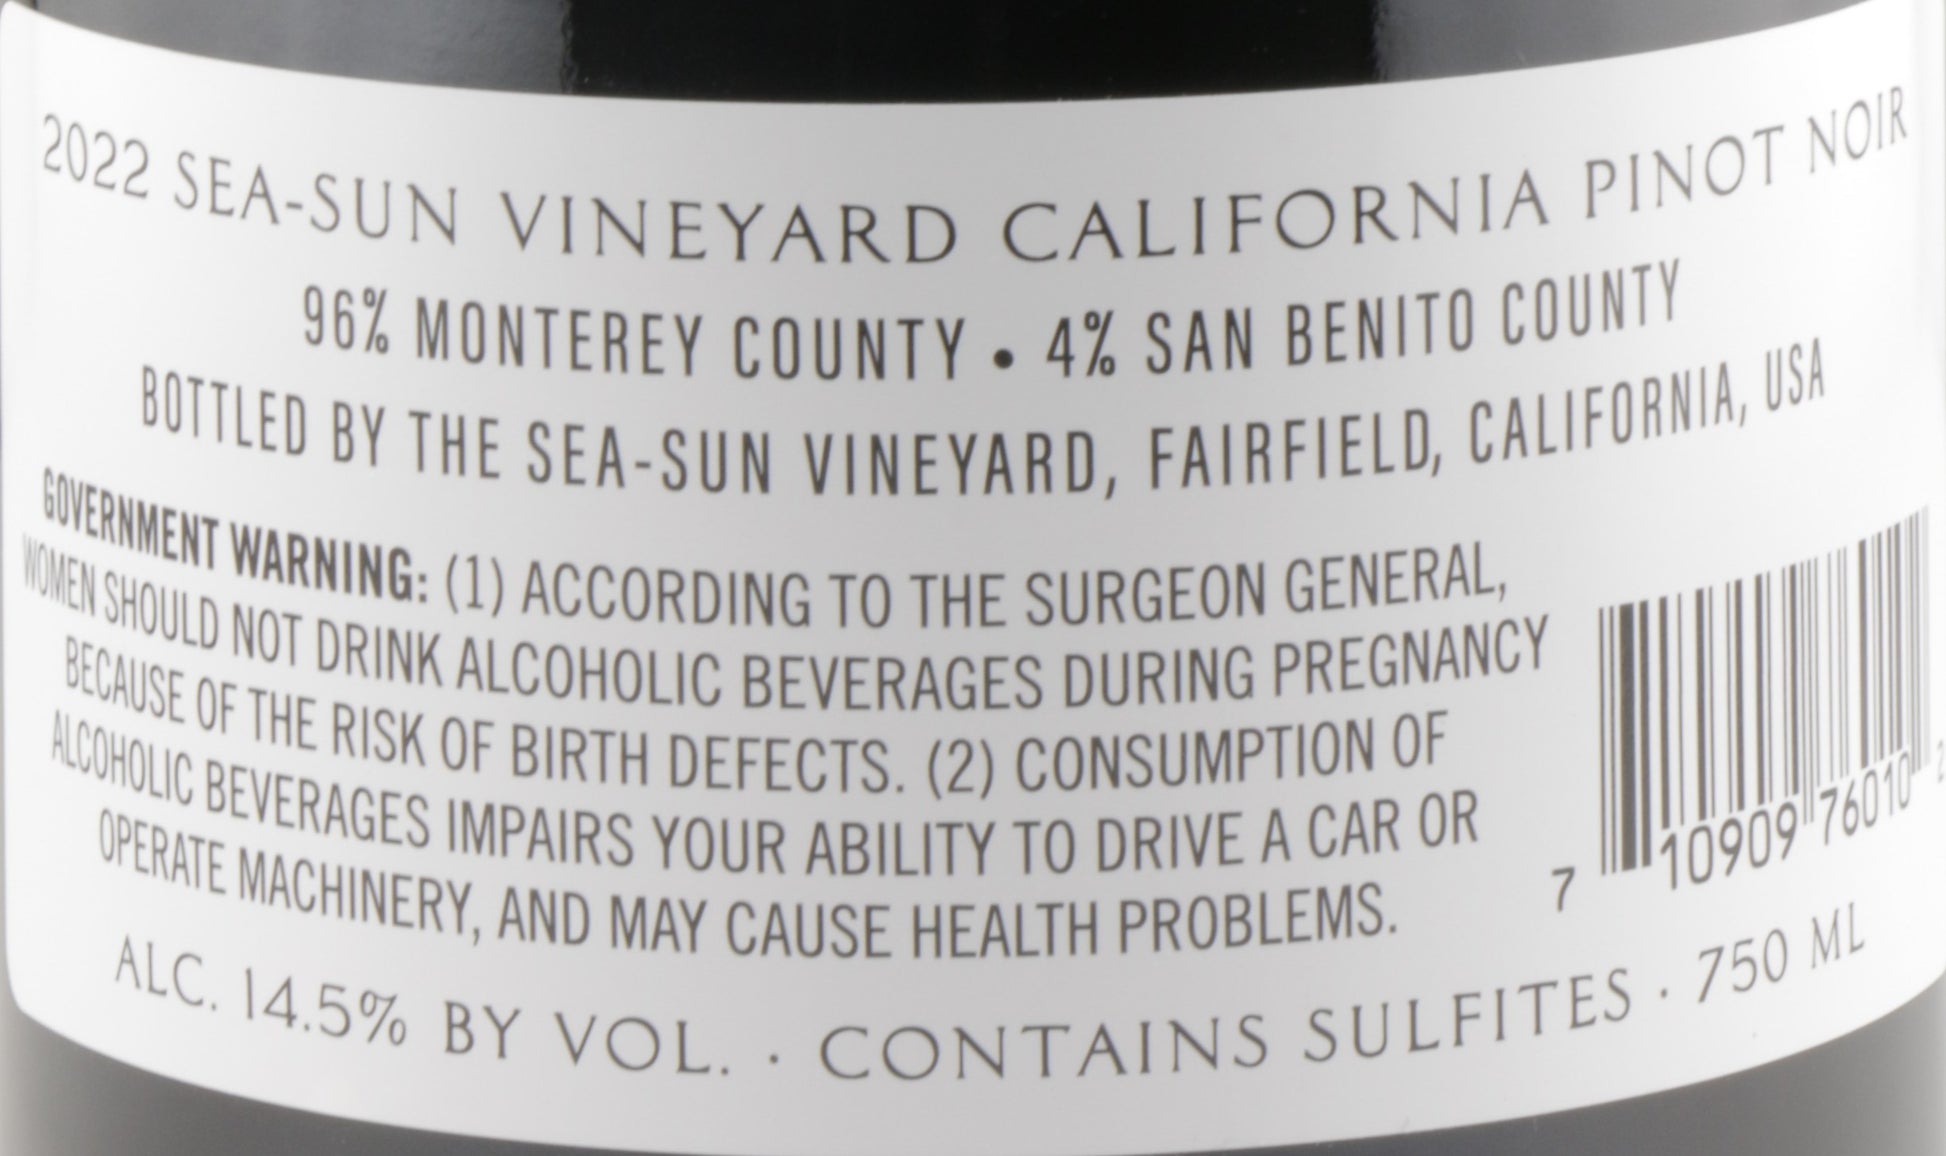 2022 SEA-SUN VINEYARD CALIFORNIA PINOT NOIR
96% MONTEREY COUNTY • 4% SAN BENITO COUNTY
BOTTLED BY THE SEA-SUN VINEYARD, FAIRFIELD, CALIFORNIA, USA
GOVERNMENT WARNING: (1) ACCORDING TO THE SURGEON GENERAL,
WOMEN SHOULD NOT DRINK ALCOHOLIC BEVERAGES DURING PREGNANCY
BECAUSE OF THE RISK OF BIRTH DEFECTS. (2) CONSUMPTION OF
ALCOHOLIC BEVERAGES IMPAIRS YOUR ABILITY TO DRIVE A CAR OR
OPERATE MACHINERY, AND MAY CAUSE HEALTH PROBLEMS.
7 10909 76010 2
ALC. 14.5% BY VOL. · CONTAINS SULFITES · 750 ML